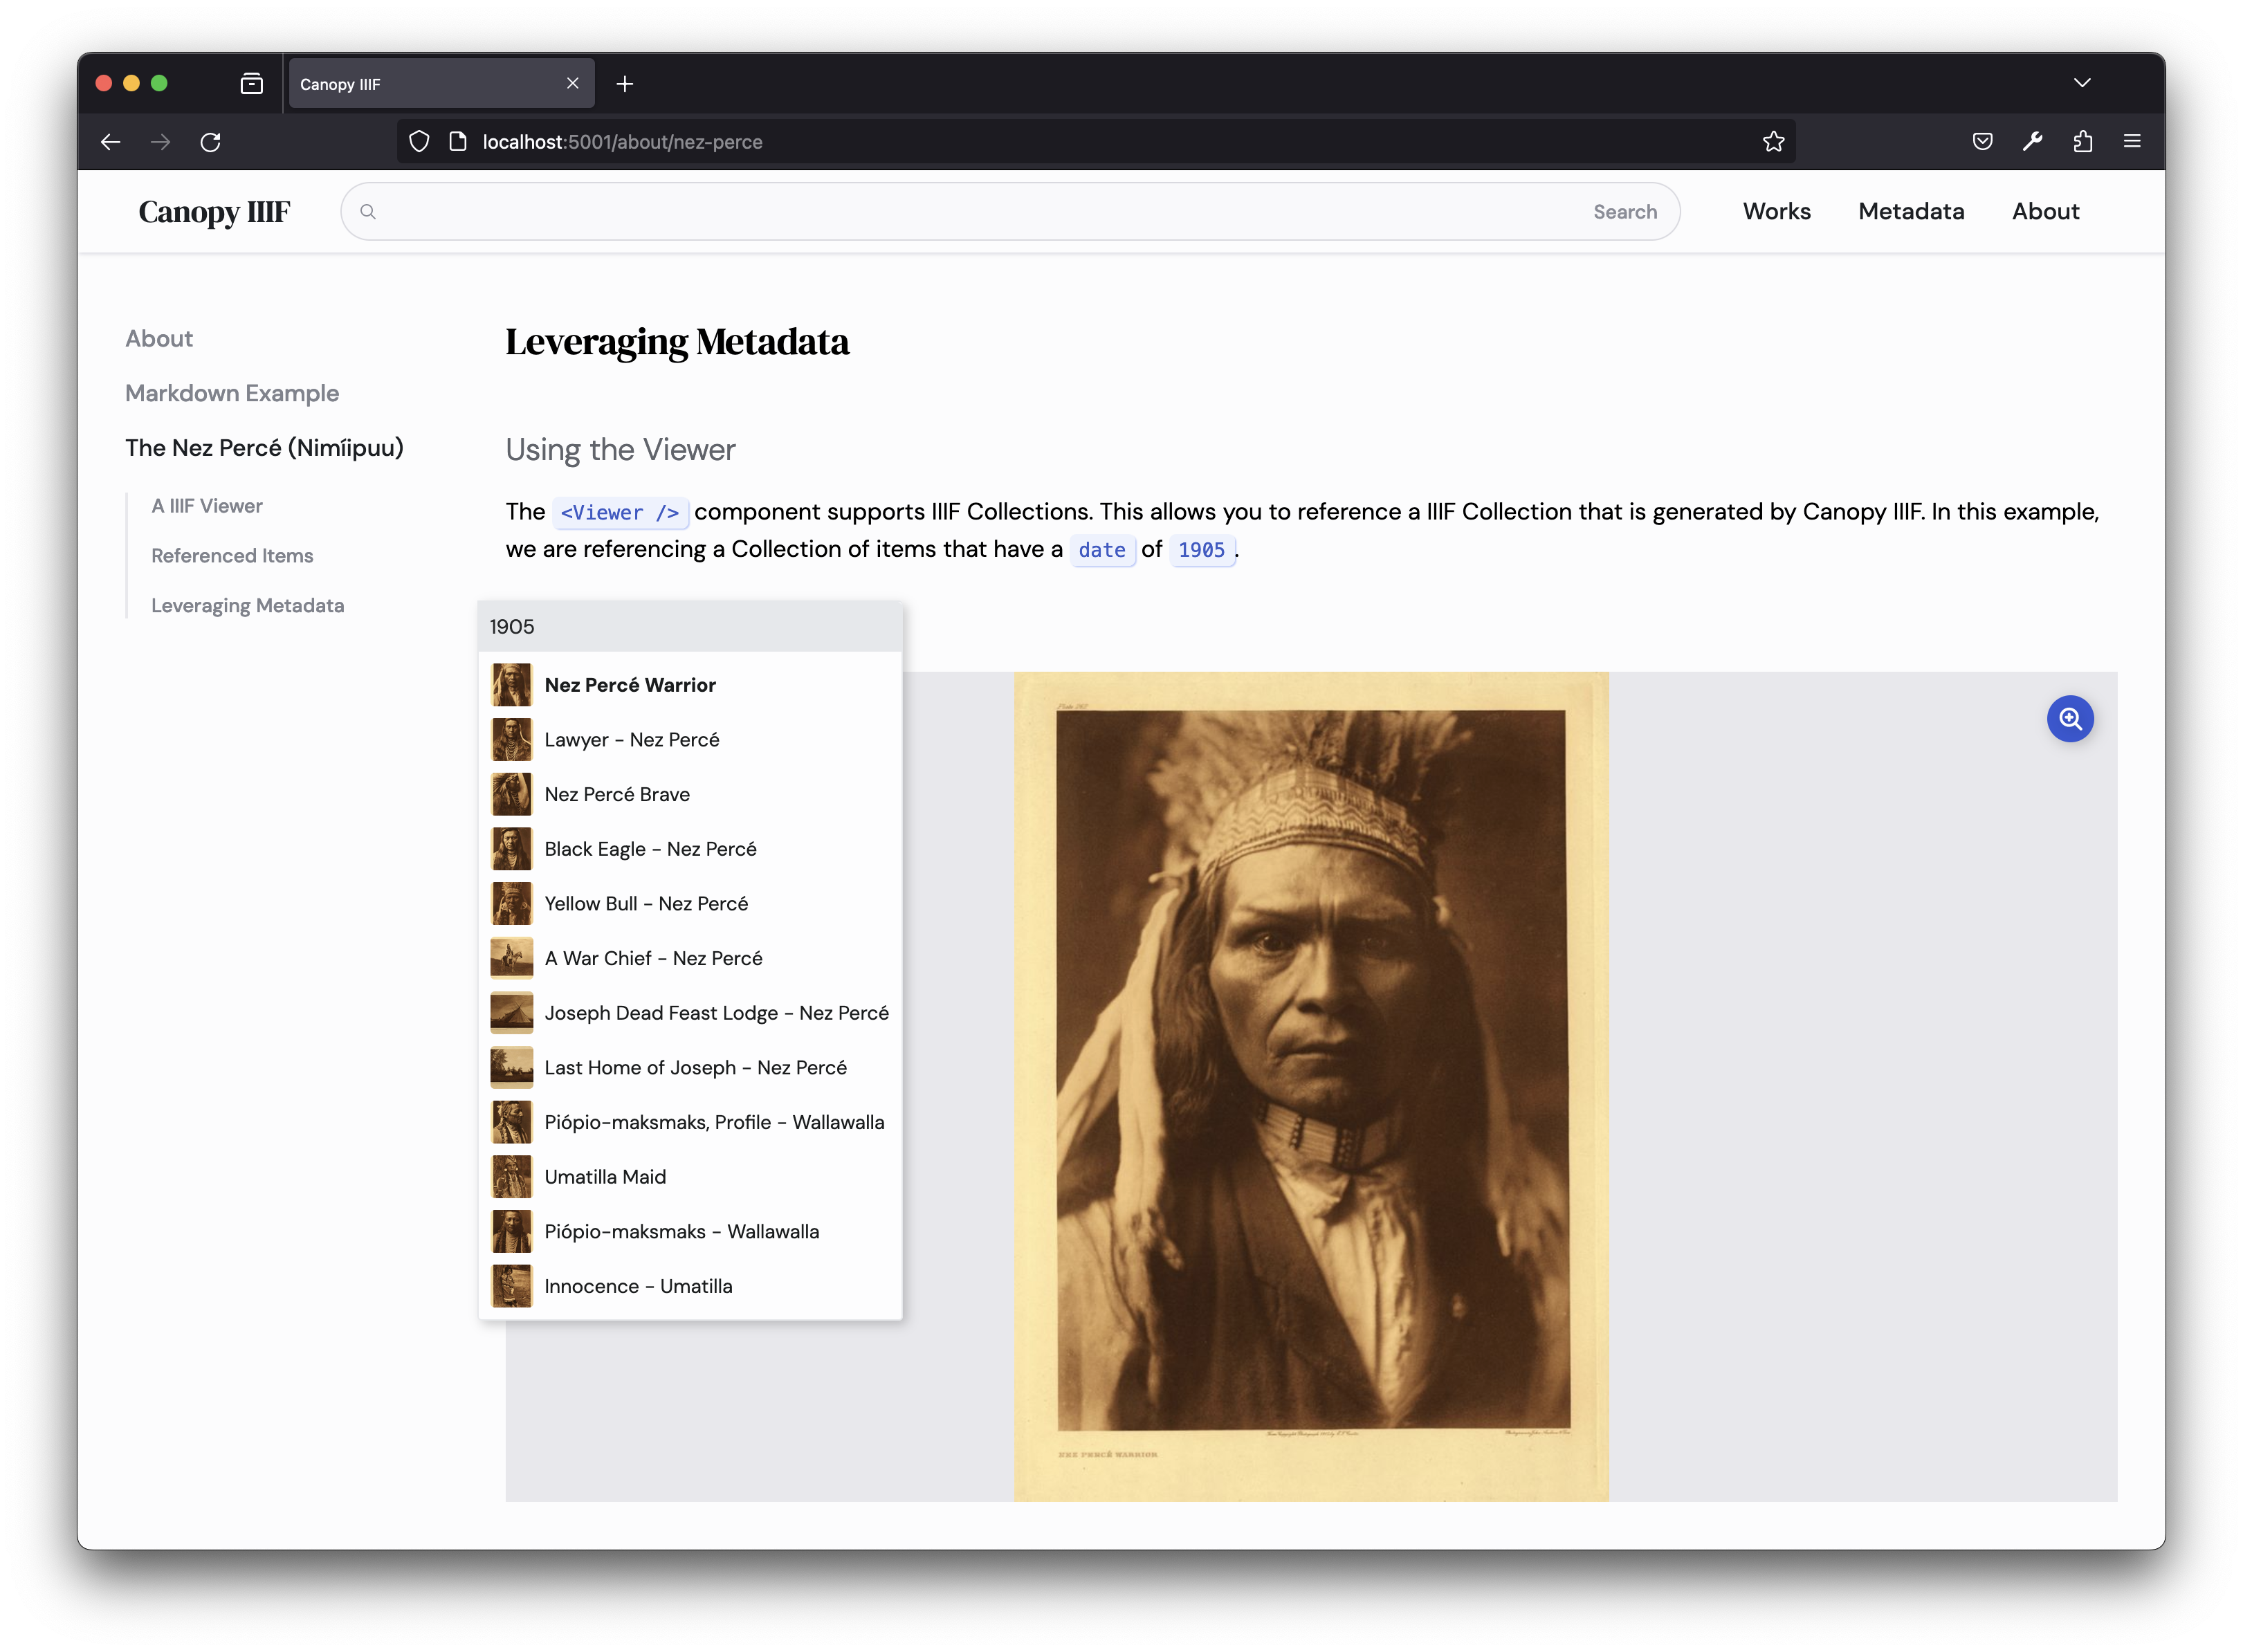 Canopy IIIF
localhost:5001/about/nez-perce
Canopy IIIF
Search
Works
Metadata
About
About
Markdown Example
The Nez Percé (Nimíipuu)
A IIIF Viewer
Referenced Items
Leveraging Metadata
Leveraging Metadata
Using the Viewer
The <Viewer /> component supports IIIF Collections. This allows you to reference a IIIF Collection that is generated by Canopy IIIF. In this example,
we are referencing a Collection of items that have a date of 1905.
1905
Nez Percé Warrior
Lawyer - Nez Percé
Nez Percé Brave
Black Eagle - Nez Percé
Yellow Bull - Nez Percé
A War Chief - Nez Percé
Joseph Dead Feast Lodge - Nez Percé
Last Home of Joseph - Nez Percé
Piópio-maksmaks, Profile - Wallawalla
Umatilla Maid
Piópio-maksmaks - Wallawalla
Innocence - Umatilla
Plate 267
NEZ PERCÉ WARRIOR